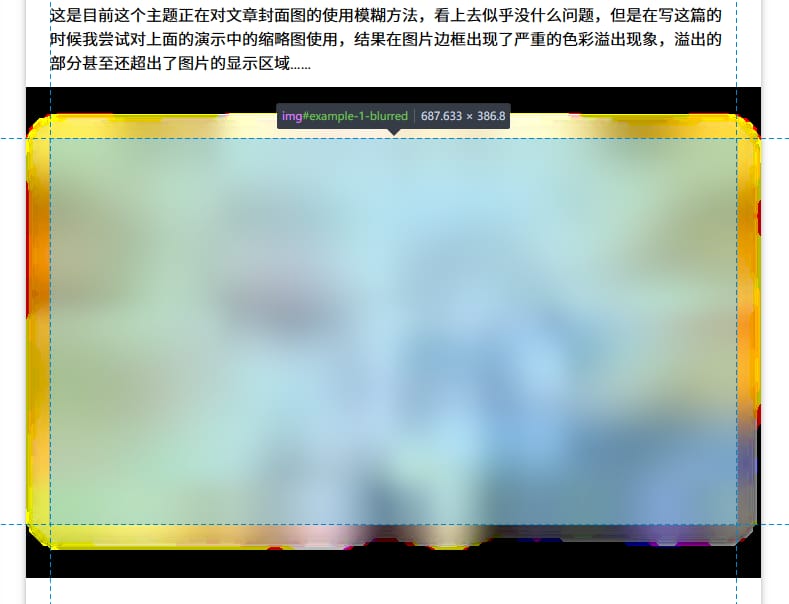 这是目前这个主题正在对文章封面图的使用模糊方法，看上去似乎没什么问题，但是在写这篇的
时候我尝试对上面的演示中的缩略图使用，结果在图片边框出现了严重的色彩溢出现象，溢出的
部分甚至还超出了图片的显示区域……
img#example-1-blurred 687.633 × 386.8